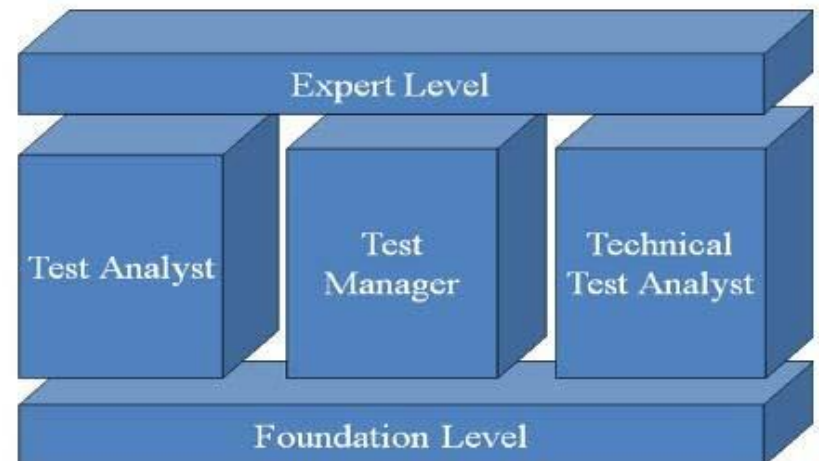 Expert Level
Test Analyst
Test
Manager
Technical
Test Analyst
Foundation Level